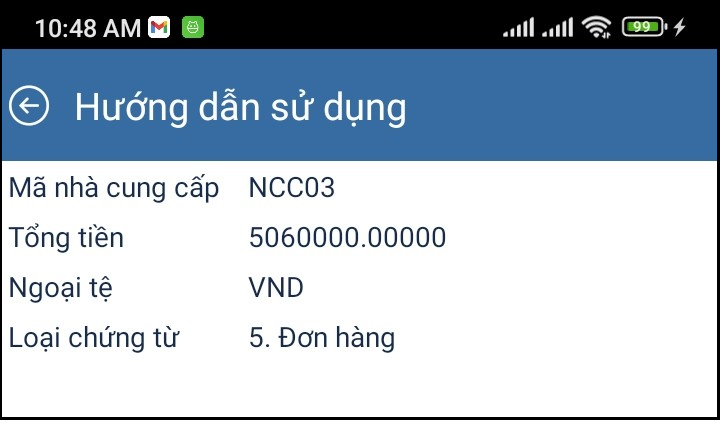 10:48 AM 99
Hướng dẫn sử dụng
Mã nhà cung cấp NCC03
Tổng tiền 5060000.00000
Ngoại tệ VND
Loại chứng từ 5. Đơn hàng